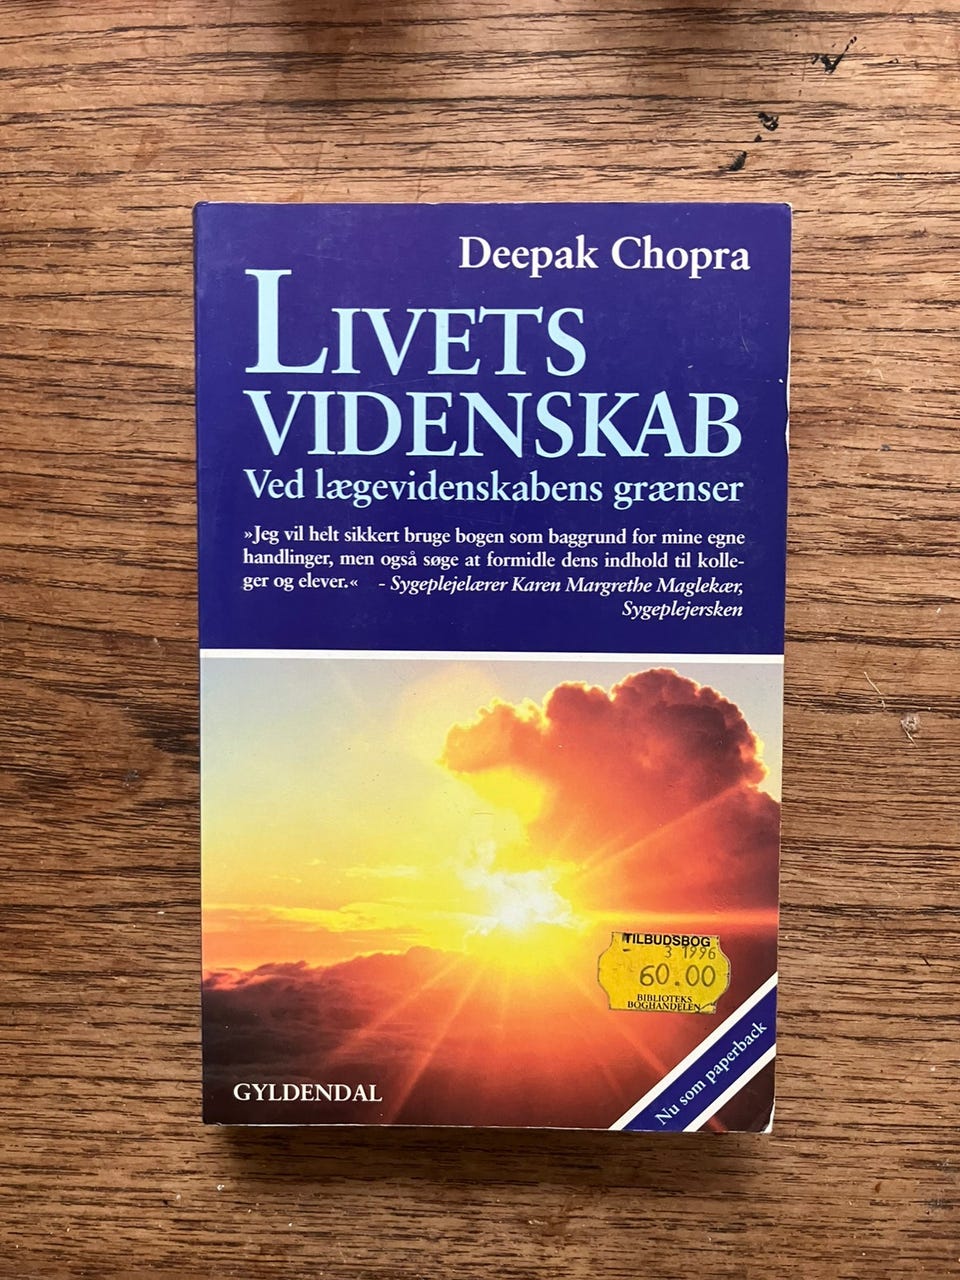 Deepak Chopra
LIVETS
VIDENSKAB
Ved lægevidenskabens grænser
»Jeg vil helt sikkert bruge bogen som baggrund for mine egne
handlinger, men også søge at formidle dens indhold til kolle-
ger og elever.« - Sygeplejelærer Karen Margrethe Maglekær,
Sygeplejersken
TILBUDSBOG
3 1996
60.00
BIBLIOTEKS
BOGHANDELEN
Nu som paperback
GYLDENDAL